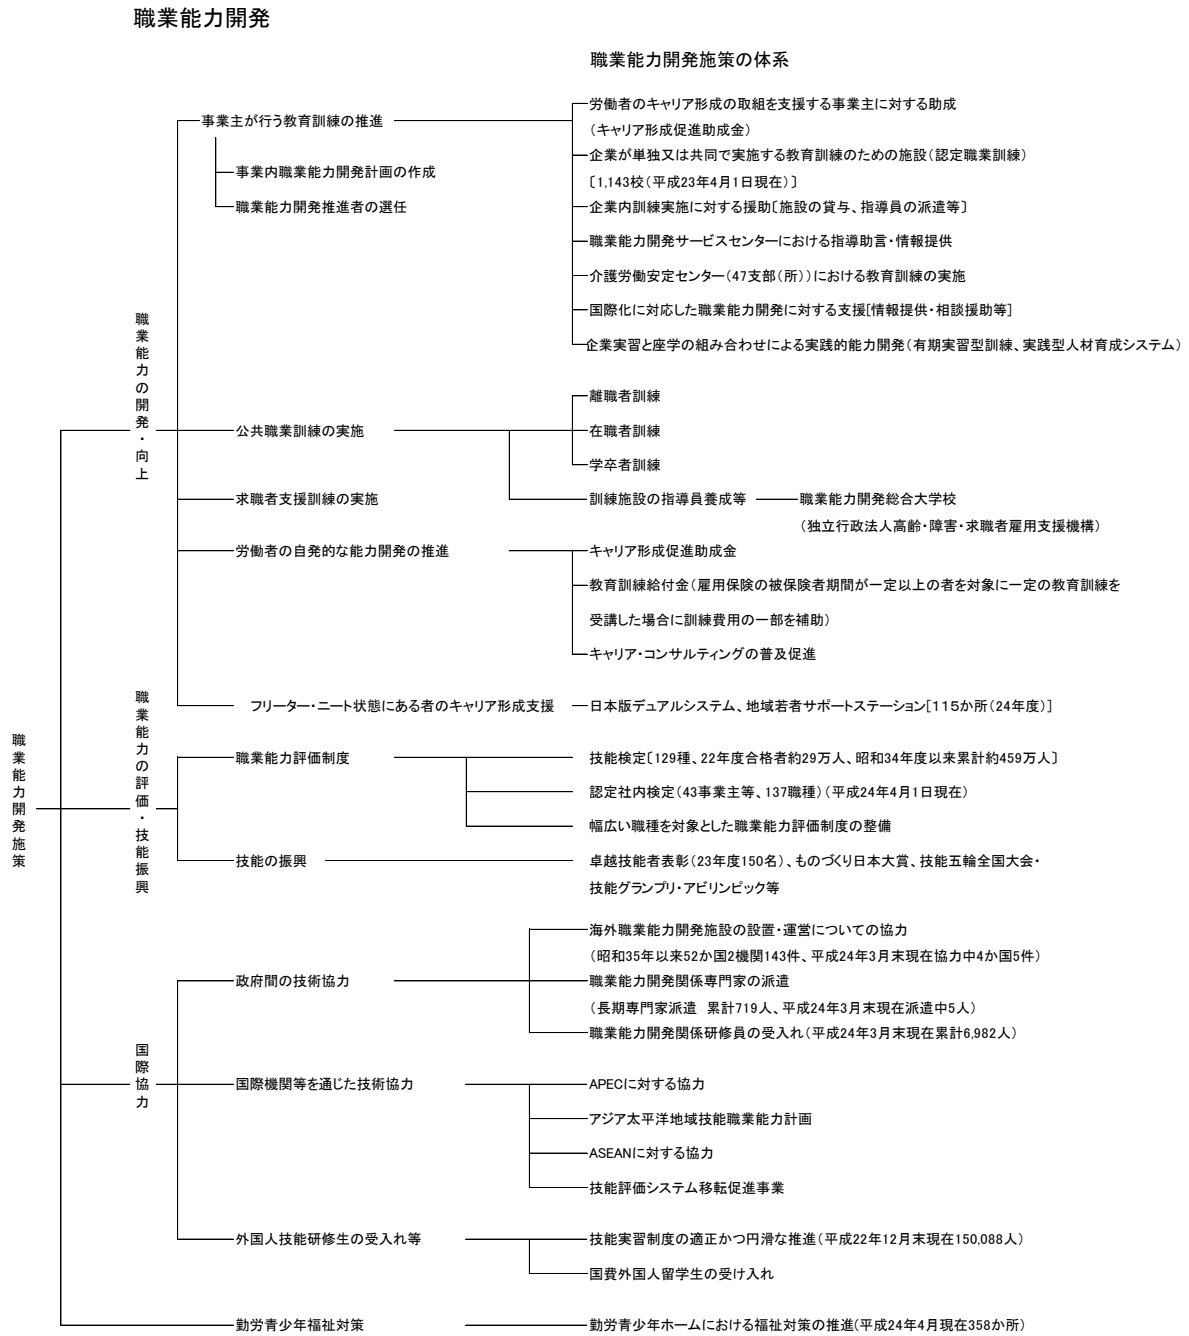 職業能力開発
職業能力開発施策の体系
職業能力開発施策
職業能力の開発・向上
事業主が行う教育訓練の推進
事業内職業能力開発計画の作成
職業能力開発推進者の選任
労働者のキャリア形成の取組を支援する事業主に対する助成
（キャリア形成促進助成金）
企業が単独又は共同で実施する教育訓練のための施設（認定職業訓練）
〔1,143校（平成23年4月1日現在）〕
企業内訓練実施に対する援助〔施設の貸与、指導員の派遣等〕
職業能力開発サービスセンターにおける指導助言・情報提供
介護労働安定センター（47支部（所））における教育訓練の実施
国際化に対応した職業能力開発に対する支援[情報提供・相談援助等]
企業実習と座学の組み合わせによる実践的能力開発（有期実習型訓練、実践型人材育成システム）
公共職業訓練の実施
離職者訓練
在職者訓練
学卒者訓練
求職者支援訓練の実施
訓練施設の指導員養成等
職業能力開発総合大学校
（独立行政法人高齢・障害・求職者雇用支援機構）
労働者の自発的な能力開発の推進
キャリア形成促進助成金
教育訓練給付金（雇用保険の被保険者期間が一定以上の者を対象に一定の教育訓練を
受講した場合に訓練費用の一部を補助）
キャリア・コンサルティングの普及促進
フリーター・ニート状態にある者のキャリア形成支援
日本版デュアルシステム、地域若者サポートステーション[115か所（24年度）]
職業能力の評価・技能振興
職業能力評価制度
技能検定〔129種、22年度合格者約29万人、昭和34年度以来累計約459万人〕
認定社内検定（43事業主等、137職種）（平成24年4月1日現在）
幅広い職種を対象とした職業能力評価制度の整備
技能の振興
卓越技能者表彰（23年度150名）、ものづくり日本大賞、技能五輪全国大会・
技能グランプリ・アビリンピック等
国際協力
政府間の技術協力
海外職業能力開発施設の設置・運営についての協力
（昭和35年以来52か国2機関143件、平成24年3月末現在協力中4か国5件）
職業能力開発関係専門家の派遣
（長期専門家派遣　累計719人、平成24年3月末現在派遣中5人）
職業能力開発関係研修員の受入れ（平成24年3月末現在累計6,982人）
国際機関等を通じた技術協力
APECに対する協力
アジア太平洋地域技能職業能力計画
ASEANに対する協力
技能評価システム移転促進事業
外国人技能研修生の受入れ等
技能実習制度の適正かつ円滑な推進（平成22年12月末現在150,088人）
国費外国人留学生の受け入れ
勤労青少年福祉対策
勤労青少年ホームにおける福祉対策の推進（平成24年4月現在358か所）